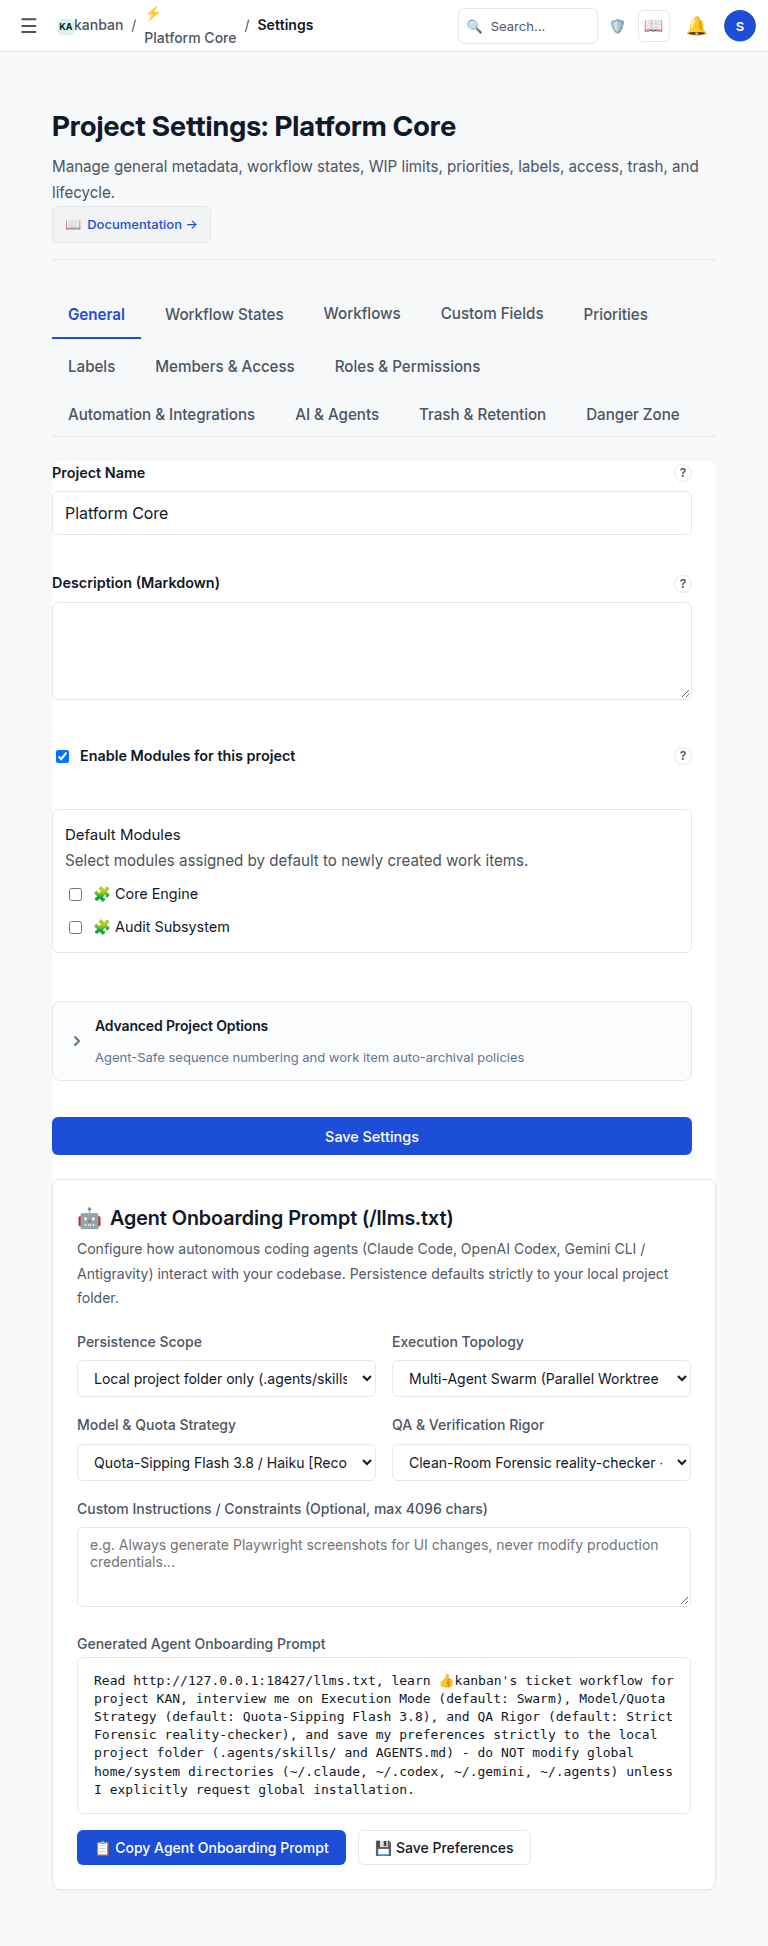 ☰ KA kanban / ⚡ Platform Core / Settings 🔍 Search... 🛡️ 📖 🔔 S
Project Settings: Platform Core
Manage general metadata, workflow states, WIP limits, priorities, labels, access, trash, and
lifecycle.
📖 Documentation →
General Workflow States Workflows Custom Fields Priorities
Labels Members & Access Roles & Permissions
Automation & Integrations AI & Agents Trash & Retention Danger Zone
Project Name ?
Platform Core
Description (Markdown) ?
Enable Modules for this project ?
Default Modules
Select modules assigned by default to newly created work items.
🧩 Core Engine
🧩 Audit Subsystem
Advanced Project Options
Agent-Safe sequence numbering and work item auto-archival policies
Save Settings
🤖 Agent Onboarding Prompt (/llms.txt)
Configure how autonomous coding agents (Claude Code, OpenAI Codex, Gemini CLI /
Antigravity) interact with your codebase. Persistence defaults strictly to your local project
folder.
Persistence Scope Execution Topology
Local project folder only (.agents/skills Multi-Agent Swarm (Parallel Worktree
Model & Quota Strategy QA & Verification Rigor
Quota-Sipping Flash 3.8 / Haiku [Reco Clean-Room Forensic reality-checker -
Custom Instructions / Constraints (Optional, max 4096 chars)
e.g. Always generate Playwright screenshots for UI changes, never modify production
credentials...
Generated Agent Onboarding Prompt
Read http://127.0.0.1:18427/llms.txt, learn 👍kanban's ticket workflow for
project KAN, interview me on Execution Mode (default: Swarm), Model/Quota
Strategy (default: Quota-Sipping Flash 3.8), and QA Rigor (default: Strict
Forensic reality-checker), and save my preferences strictly to the local
project folder (.agents/skills/ and AGENTS.md) - do NOT modify global
home/system directories (~/.claude, ~/.codex, ~/.gemini, ~/.agents) unless
I explicitly request global installation.
📋 Copy Agent Onboarding Prompt 💾 Save Preferences